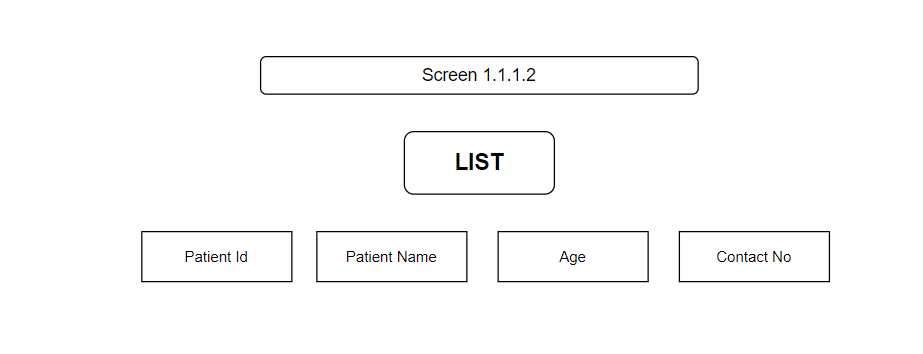 Screen 1.1.1.2
LIST
Patient Id
Patient Name
Age
Contact No